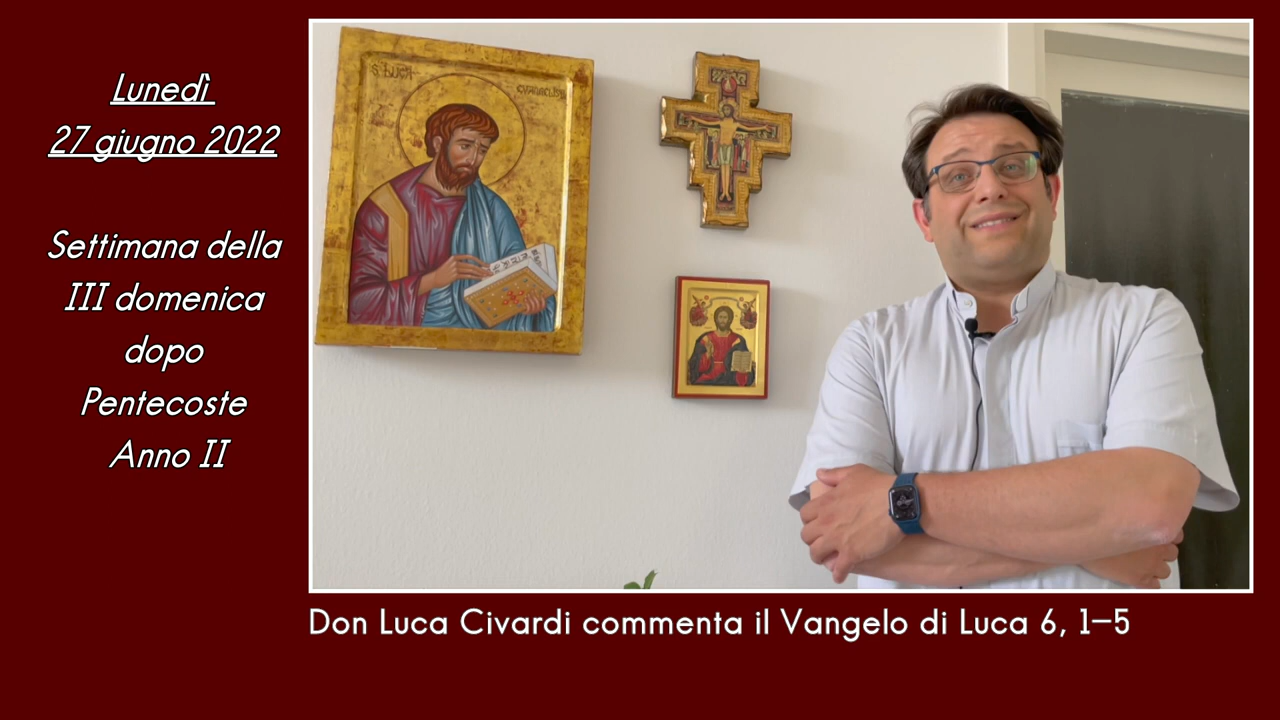 Lunedì
27 giugno 2022
Settimana della
III domenica
dopo
Pentecoste
Anno II
Don Luca Civardi commenta il Vangelo di Luca 6, 1–5